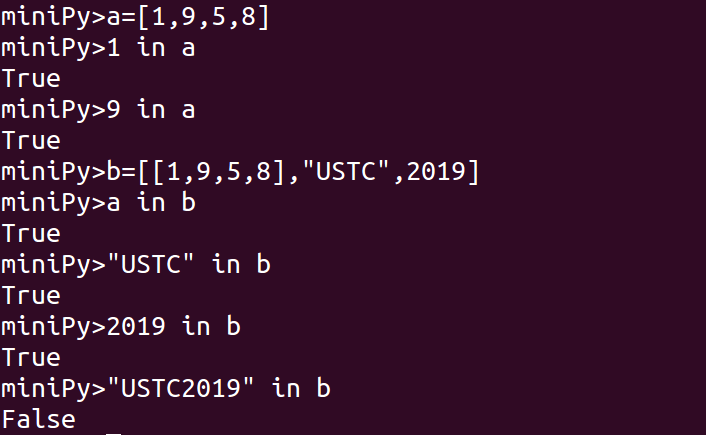 miniPy>a=[1,9,5,8]
miniPy>1 in a
True
miniPy>9 in a
True
miniPy>b=[[1,9,5,8],"USTC",2019]
miniPy>a in b
True
miniPy>"USTC" in b
True
miniPy>2019 in b
True
miniPy>"USTC2019" in b
False